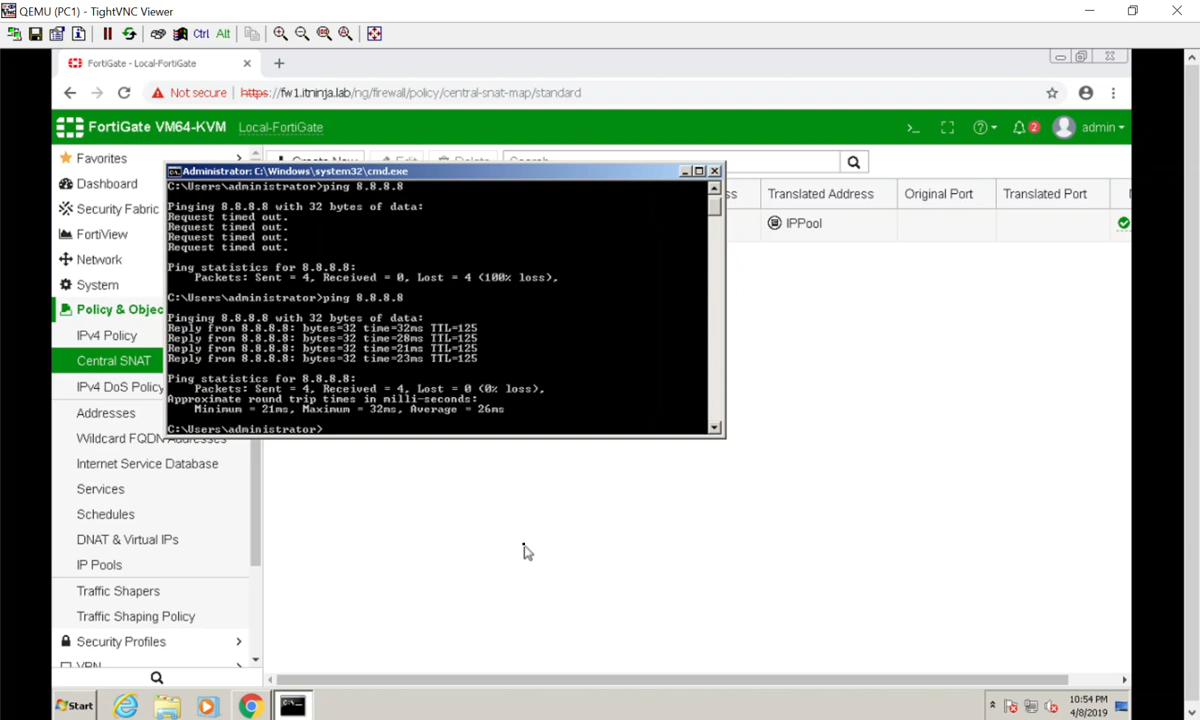 QEMU (PC1) - TightVNC Viewer
Ctrl Alt
FortiGate - Local-FortiGate
Not secure | https://fw1.itninja.lab/ng/firewall/policy/central-snat-map/standard
FortiGate VM64-KVM Local-FortiGate
2
admin
Favorites
Dashboard
Security Fabric
FortiView
Network
System
Policy & Objec
IPv4 Policy
Central SNAT
IPv4 DoS Policy
Addresses
Wildcard FQDN Addresses
Internet Service Database
Services
Schedules
DNAT & Virtual IPs
IP Pools
Traffic Shapers
Traffic Shaping Policy
Security Profiles
VPN
Create New Edit Delete Search
ss Translated Address Original Port Translated Port
IPPool
Administrator: C:\Windows\system32\cmd.exe
C:\Users\administrator>ping 8.8.8.8
Pinging 8.8.8.8 with 32 bytes of data:
Request timed out.
Request timed out.
Request timed out.
Request timed out.
Ping statistics for 8.8.8.8:
Packets: Sent = 4, Received = 0, Lost = 4 (100% loss),
C:\Users\administrator>ping 8.8.8.8
Pinging 8.8.8.8 with 32 bytes of data:
Reply from 8.8.8.8: bytes=32 time=32ms TTL=125
Reply from 8.8.8.8: bytes=32 time=28ms TTL=125
Reply from 8.8.8.8: bytes=32 time=21ms TTL=125
Reply from 8.8.8.8: bytes=32 time=23ms TTL=125
Ping statistics for 8.8.8.8:
Packets: Sent = 4, Received = 4, Lost = 0 (0% loss),
Approximate round trip times in milli-seconds:
Minimum = 21ms, Maximum = 32ms, Average = 26ms
C:\Users\administrator>
Start
10:54 PM
4/8/2019